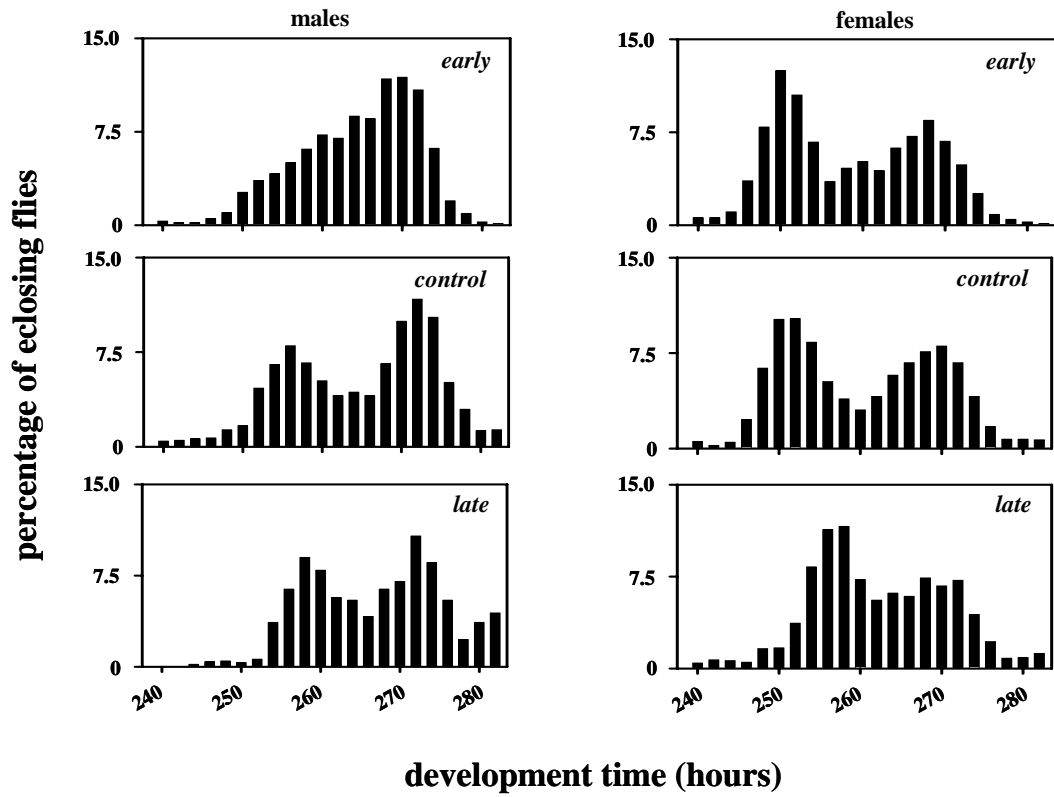 males
females
15.0
early
7.5
0
15.0
early
7.5
0
15.0
control
7.5
0
15.0
control
7.5
0
15.0
late
7.5
0
240 250 260 270 280
15.0
late
7.5
0
240 250 260 270 280
percentage of eclosing flies
development time (hours)